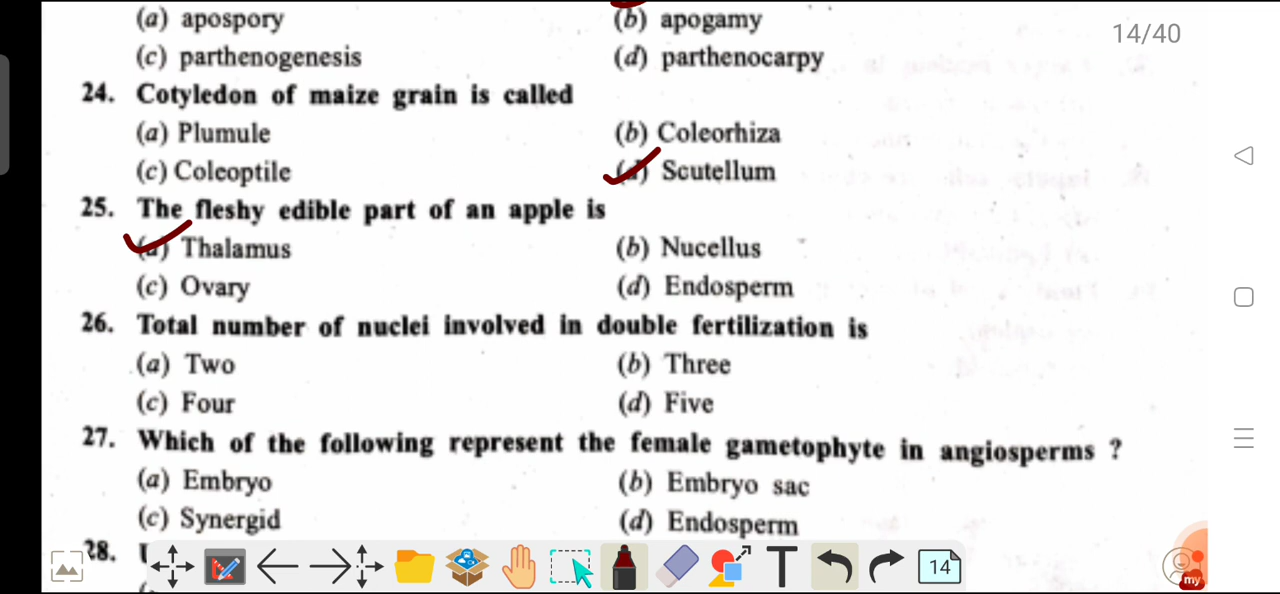 (a) apospory (b) apogamy
14/40
(c) parthenogenesis (d) parthenocarpy
24. Cotyledon of maize grain is called
(a) Plumule (b) Coleorhiza
(c) Coleoptile (d) Scutellum
25. The fleshy edible part of an apple is
(a) Thalamus (b) Nucellus
(c) Ovary (d) Endosperm
26. Total number of nuclei involved in double fertilization is
(a) Two (b) Three
(c) Four (d) Five
27. Which of the following represent the female gametophyte in angiosperms ?
(a) Embryo (b) Embryo sac
(c) Synergid (d) Endosperm
28.
T 14 my